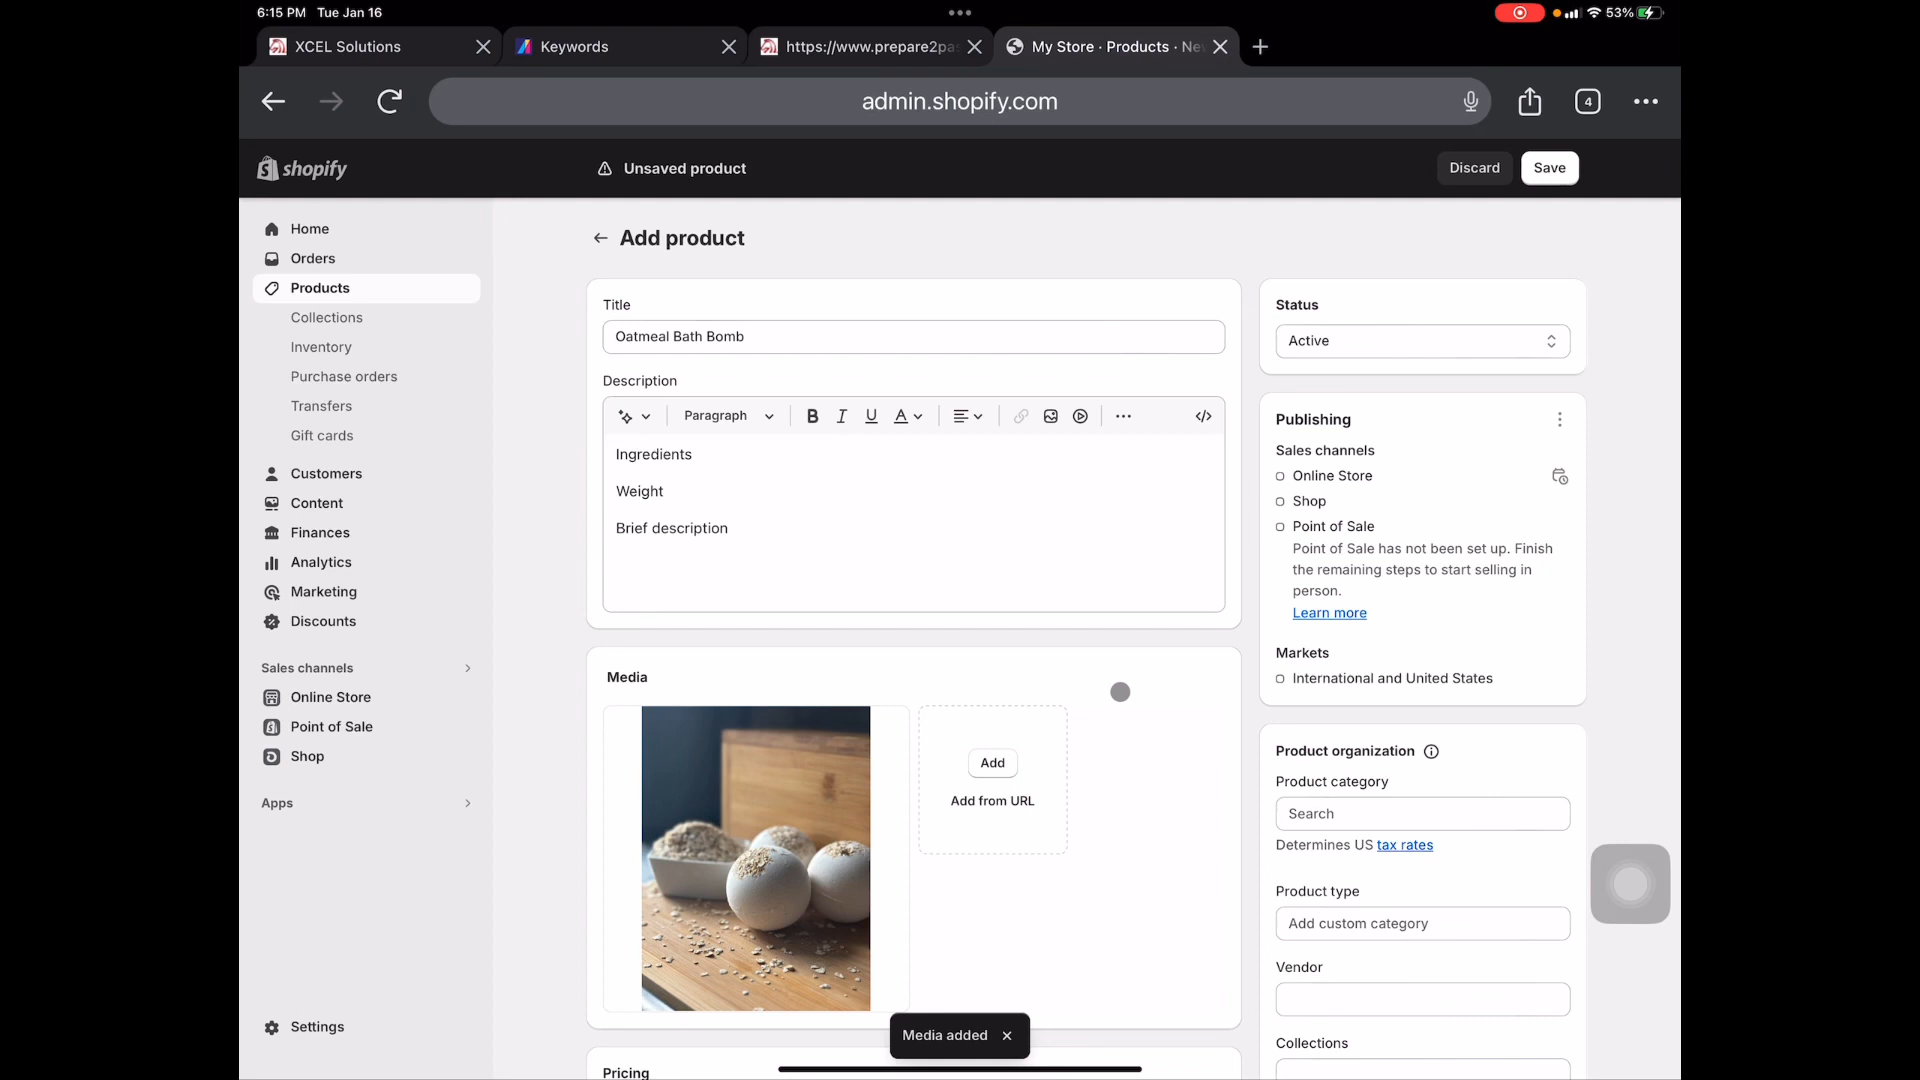 6:15 PM Tue Jan 16
53%
XCEL Solutions
Keywords
https://www.prepare2pas
My Store · Products · Ne
admin.shopify.com
4
shopify
Unsaved product
Discard
Save
Home
Orders
Products
Collections
Inventory
Purchase orders
Transfers
Gift cards
Customers
Content
Finances
Analytics
Marketing
Discounts
Sales channels
Online Store
Point of Sale
Shop
Apps
Settings
Add product
Title
Oatmeal Bath Bomb
Description
Paragraph
B I U A
Ingredients
Weight
Brief description
Media
Add
Add from URL
Media added
Pricing
Status
Active
Publishing
Sales channels
Online Store
Shop
Point of Sale
Point of Sale has not been set up. Finish
the remaining steps to start selling in
person.
Learn more
Markets
International and United States
Product organization
Product category
Search
Determines US tax rates
Product type
Add custom category
Vendor
Collections